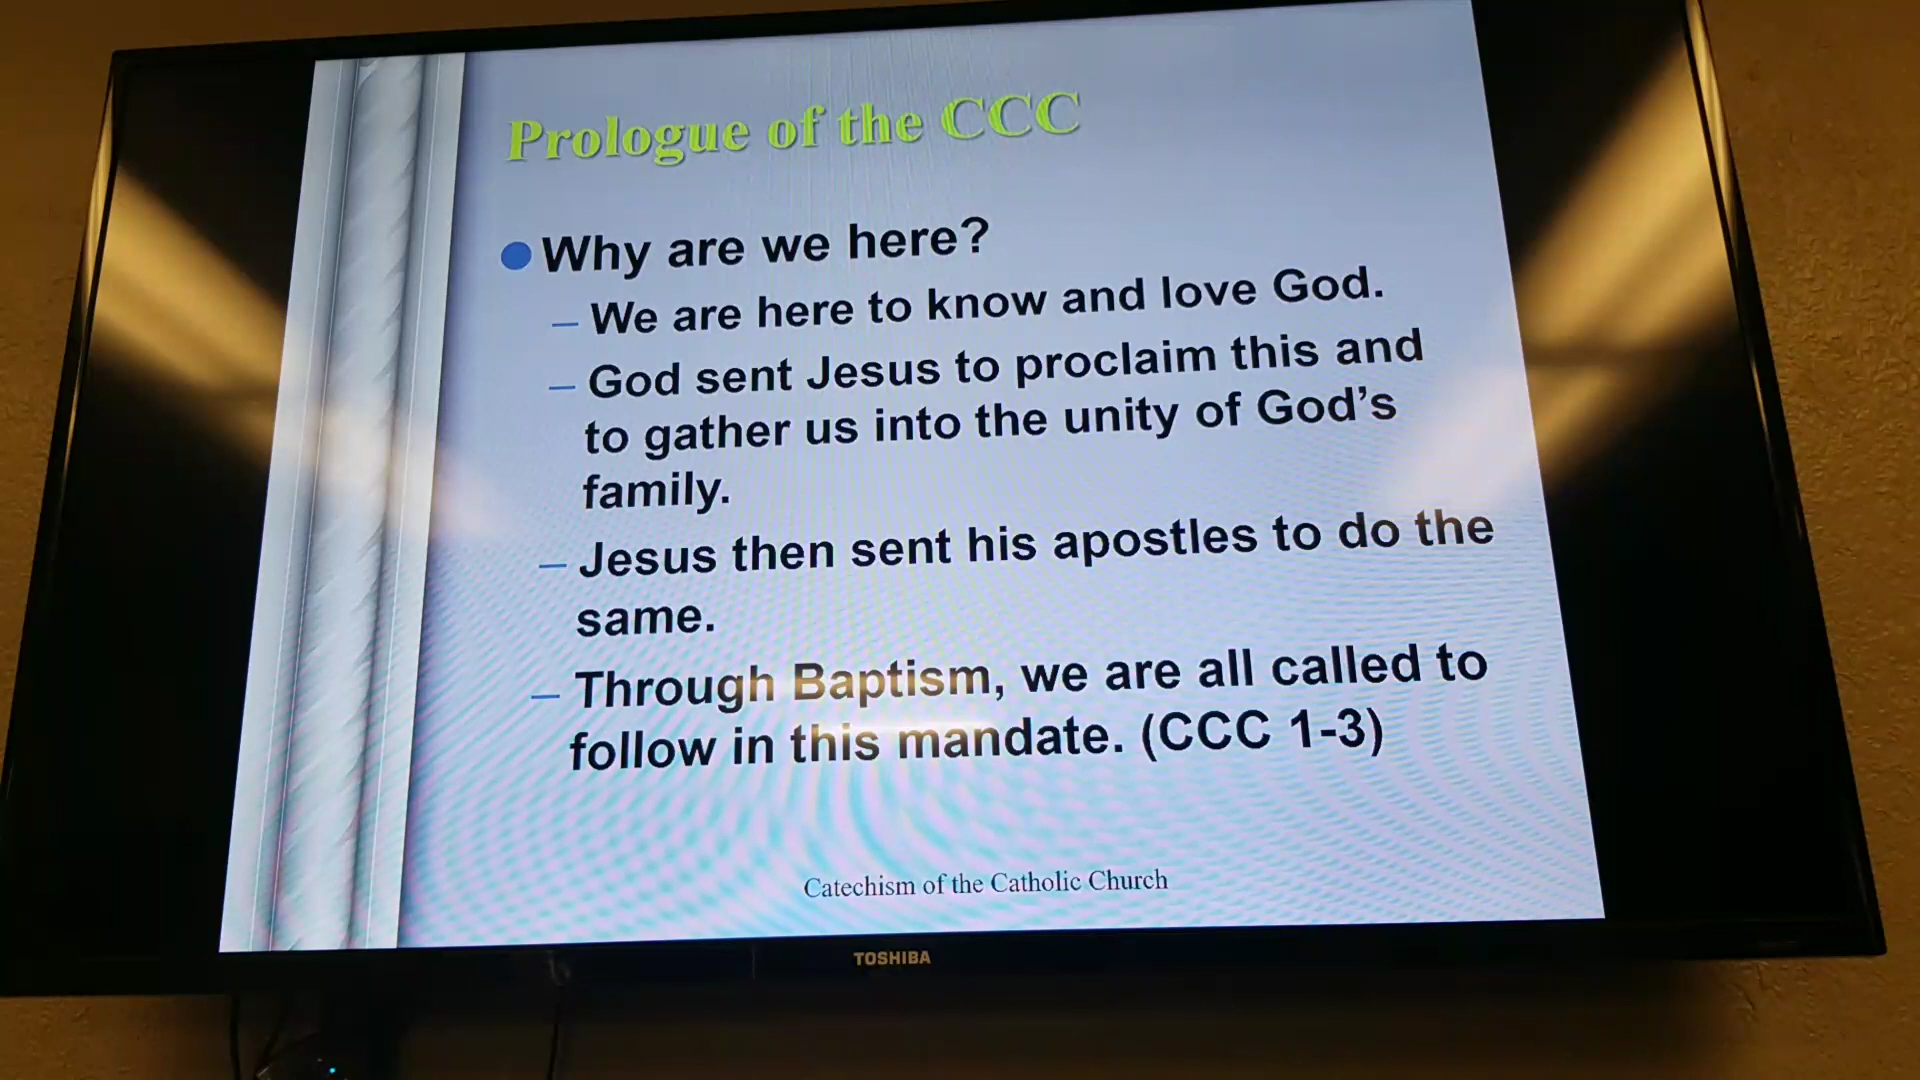 Prologue of the CCC
Why are we here?
– We are here to know and love God.
– God sent Jesus to proclaim this and
to gather us into the unity of God's
family.
– Jesus then sent his apostles to do the
same.
– Through Baptism, we are all called to
follow in this mandate. (CCC 1-3)
Catechism of the Catholic Church
TOSHIBA